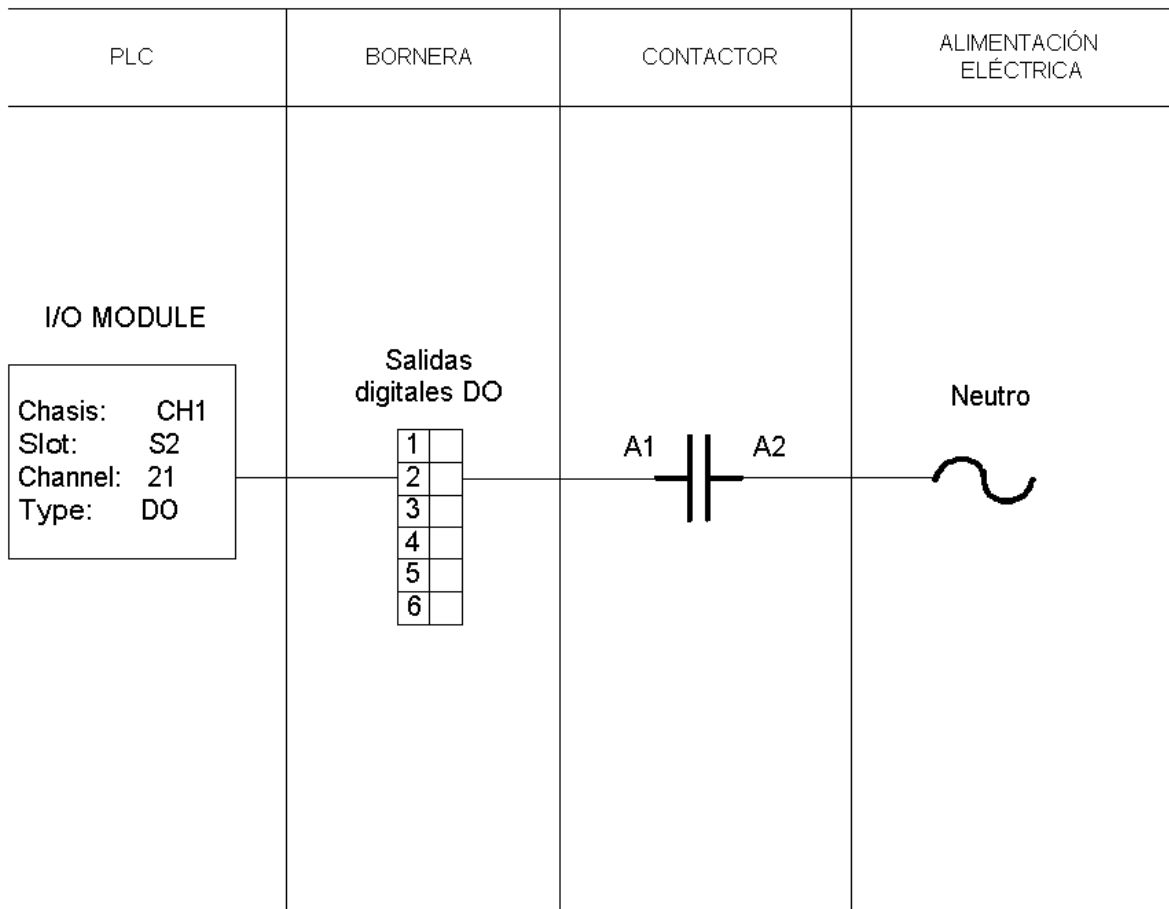 PLC
BORNERA
CONTACTOR
ALIMENTACIÓN
ELÉCTRICA
I/O MODULE
Chasis: CH1
Slot: S2
Channel: 21
Type: DO
Salidas
digitales DO
1
2
3
4
5
6
A1
A2
Neutro